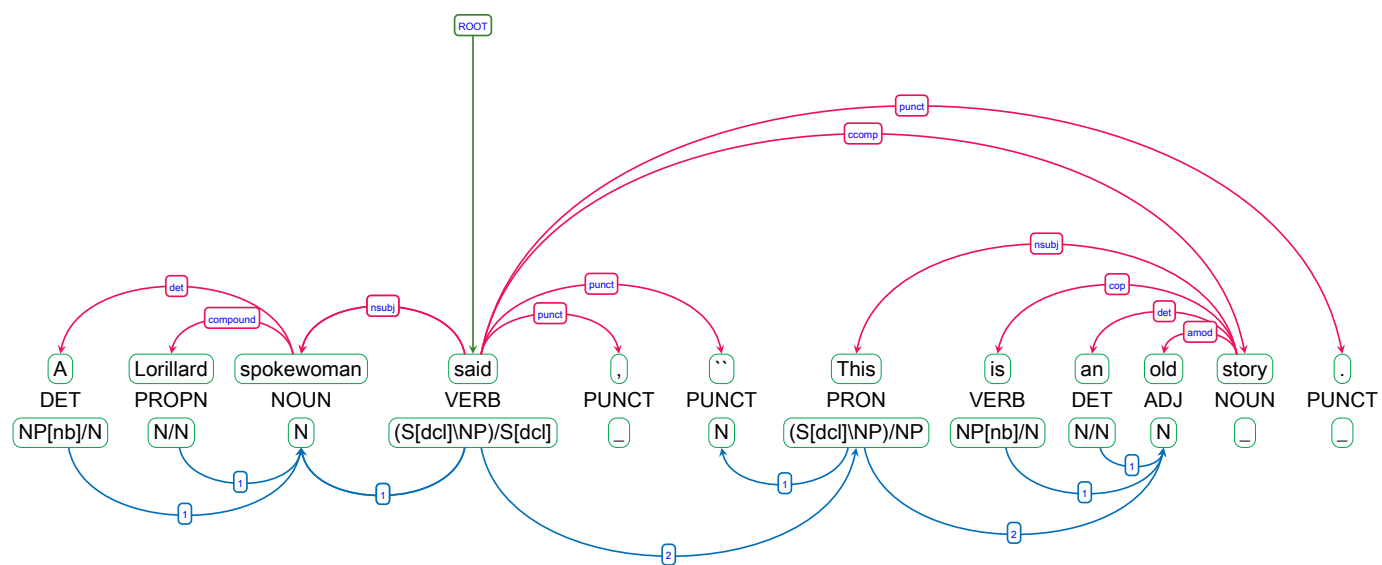 ROOT
punct
ccomp
nsubj
det cop punct
nsubj punct det
compound amod
A Lorillard spokewoman said , `` This is an old story .
DET PROPN NOUN VERB PUNCT PUNCT PRON VERB DET ADJ NOUN PUNCT
NP[nb]/N N/N N (S[dcl]\NP)/S[dcl] _ N (S[dcl]\NP)/NP NP[nb]/N N/N N _ _
1 1 1
1 1 1
2 2